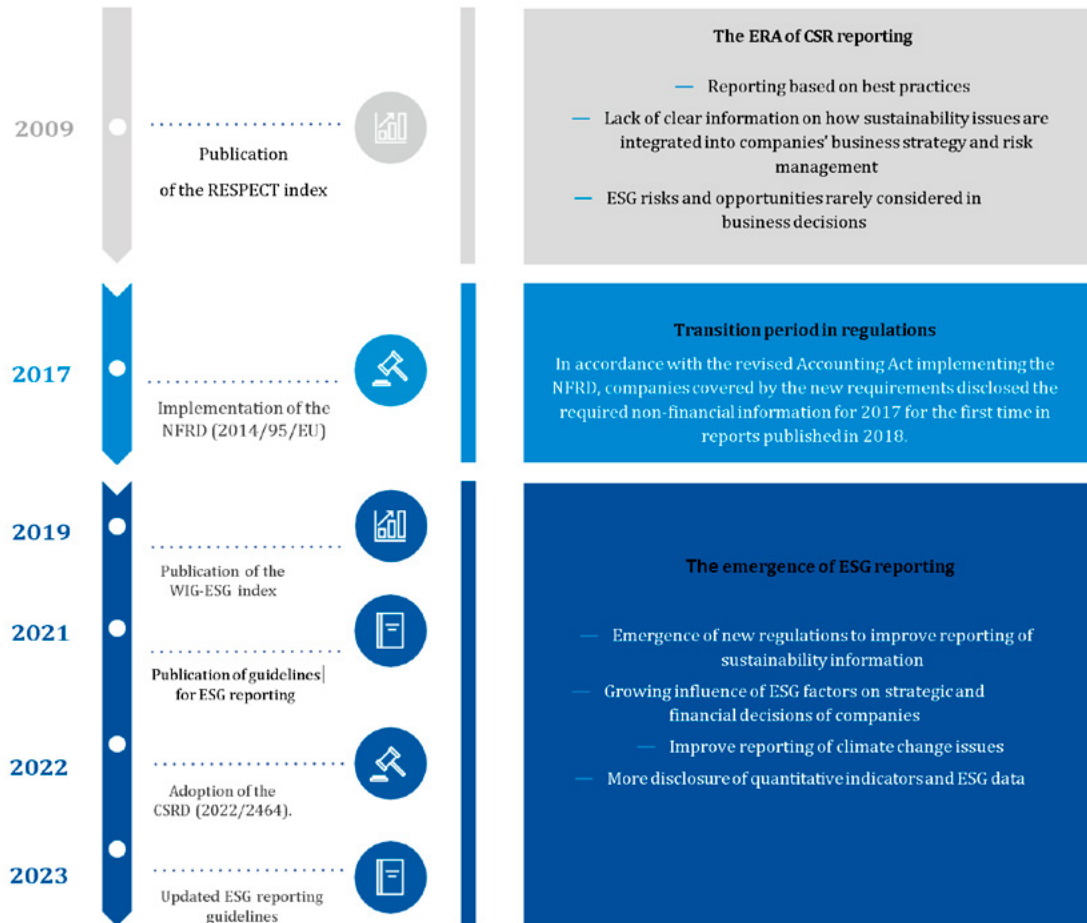 2009
Publication
of the RESPECT index
The ERA of CSR reporting
— Reporting based on best practices
— Lack of clear information on how sustainability issues are
integrated into companies' business strategy and risk
management
— ESG risks and opportunities rarely considered in
business decisions
2017
Implementation of the
NFRD (2014/95/EU)
Transition period in regulations
In accordance with the revised Accounting Act implementing the
NFRD, companies covered by the new requirements disclosed the
required non-financial information for 2017 for the first time in
reports published in 2018.
2019
Publication of the
WIG-ESG index
2021
Publication of guidelines
for ESG reporting
2022
Adoption of the
CSRD (2022/2464).
2023
Updated ESG reporting
guidelines
The emergence of ESG reporting
— Emergence of new regulations to improve reporting of
sustainability information
— Growing influence of ESG factors on strategic and
financial decisions of companies
— Improve reporting of climate change issues
— More disclosure of quantitative indicators and ESG data